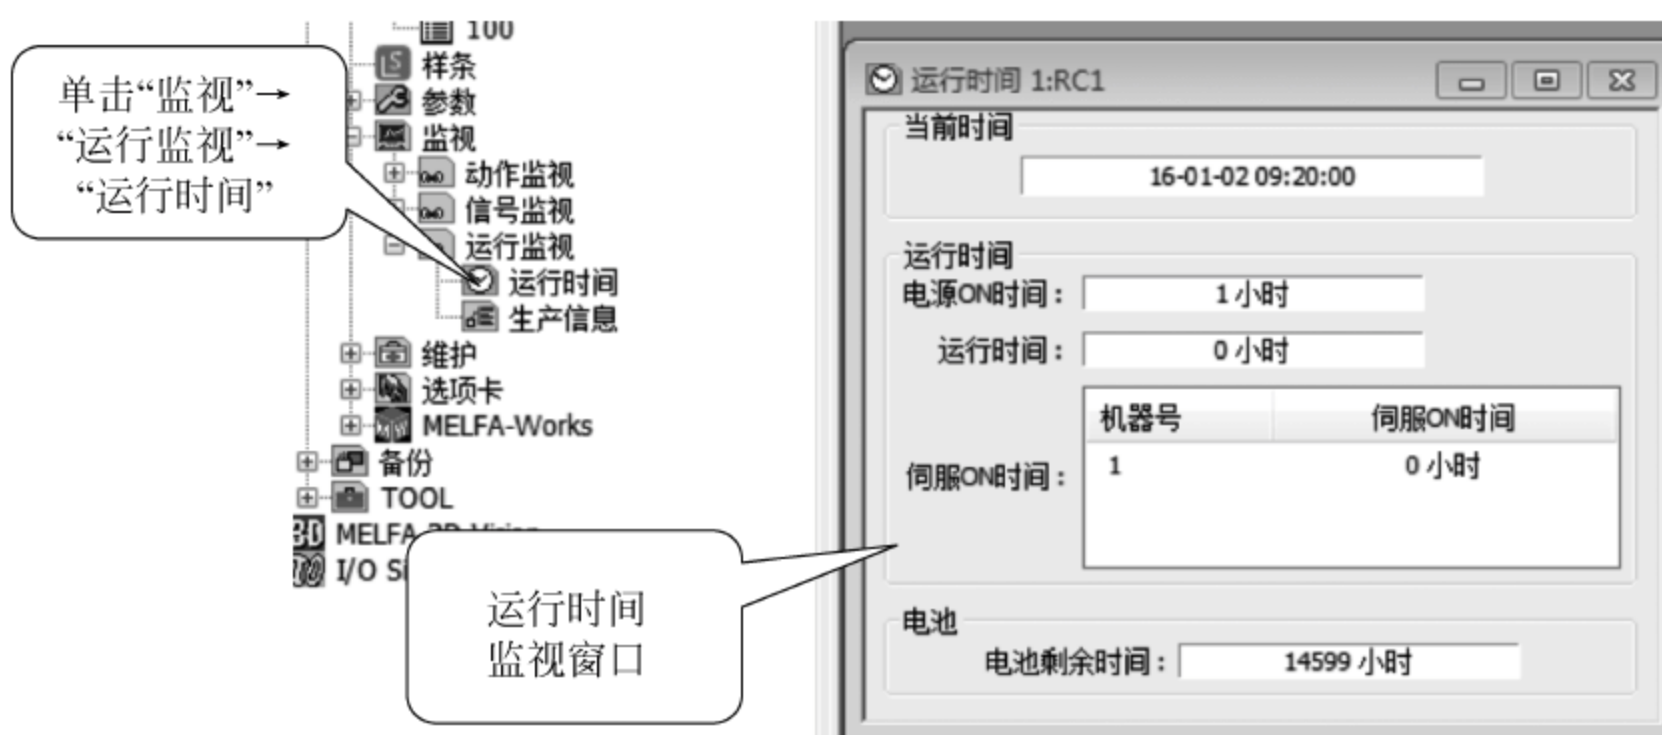 100
样条
参数
监视
动作监视
信号监视
运行监视
运行时间
生产信息
维护
选项卡
MELFA-Works
备份
TOOL
MELFA
I/O
单击“监视”→
“运行监视”→
“运行时间”
运行时间
监视窗口
运行时间 1:RC1
当前时间
16-01-02 09:20:00
运行时间
电源ON时间： 1 小时
运行时间： 0 小时
机器号 伺服ON时间
伺服ON时间：
1 0 小时
电池
电池剩余时间： 14599 小时